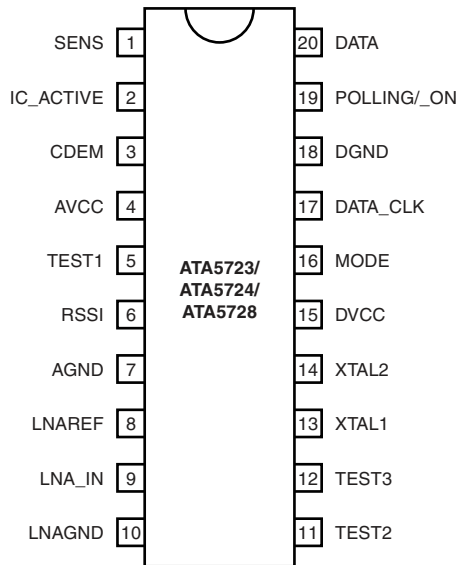 SENS 1 20 DATA
IC_ACTIVE 2 19 POLLING/_ON
CDEM 3 18 DGND
AVCC 4 17 DATA_CLK
TEST1 5 16 MODE
ATA5723/
ATA5724/
ATA5728
RSSI 6 15 DVCC
AGND 7 14 XTAL2
LNAREF 8 13 XTAL1
LNA_IN 9 12 TEST3
LNAGND 10 11 TEST2